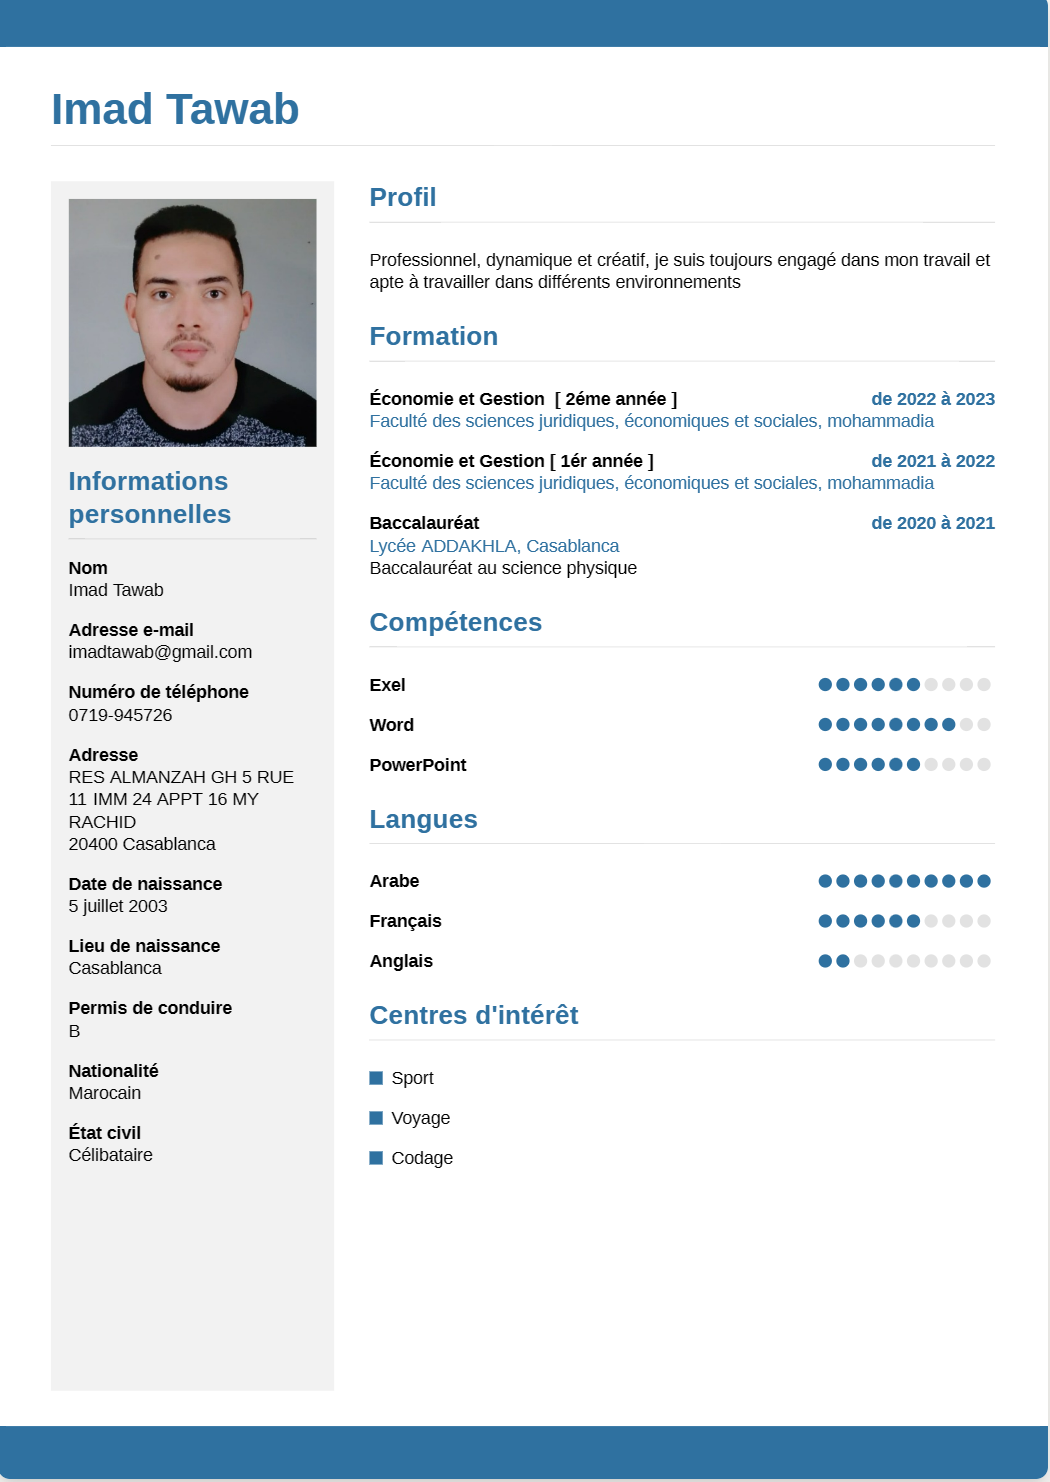 Imad Tawab
Informations
personnelles
Nom
Imad Tawab
Adresse e-mail
imadtawab@gmail.com
Numéro de téléphone
0719-945726
Adresse
RES ALMANZAH GH 5 RUE
11 IMM 24 APPT 16 MY
RACHID
20400 Casablanca
Date de naissance
5 juillet 2003
Lieu de naissance
Casablanca
Permis de conduire
B
Nationalité
Marocain
État civil
Célibataire
Profil
Professionnel, dynamique et créatif, je suis toujours engagé dans mon travail et
apte à travailler dans différents environnements
Formation
Économie et Gestion [ 2éme année ] de 2022 à 2023
Faculté des sciences juridiques, économiques et sociales, mohammadia
Économie et Gestion [ 1ér année ] de 2021 à 2022
Faculté des sciences juridiques, économiques et sociales, mohammadia
Baccalauréat de 2020 à 2021
Lycée ADDAKHLA, Casablanca
Baccalauréat au science physique
Compétences
Exel
Word
PowerPoint
Langues
Arabe
Français
Anglais
Centres d'intérêt
Sport
Voyage
Codage